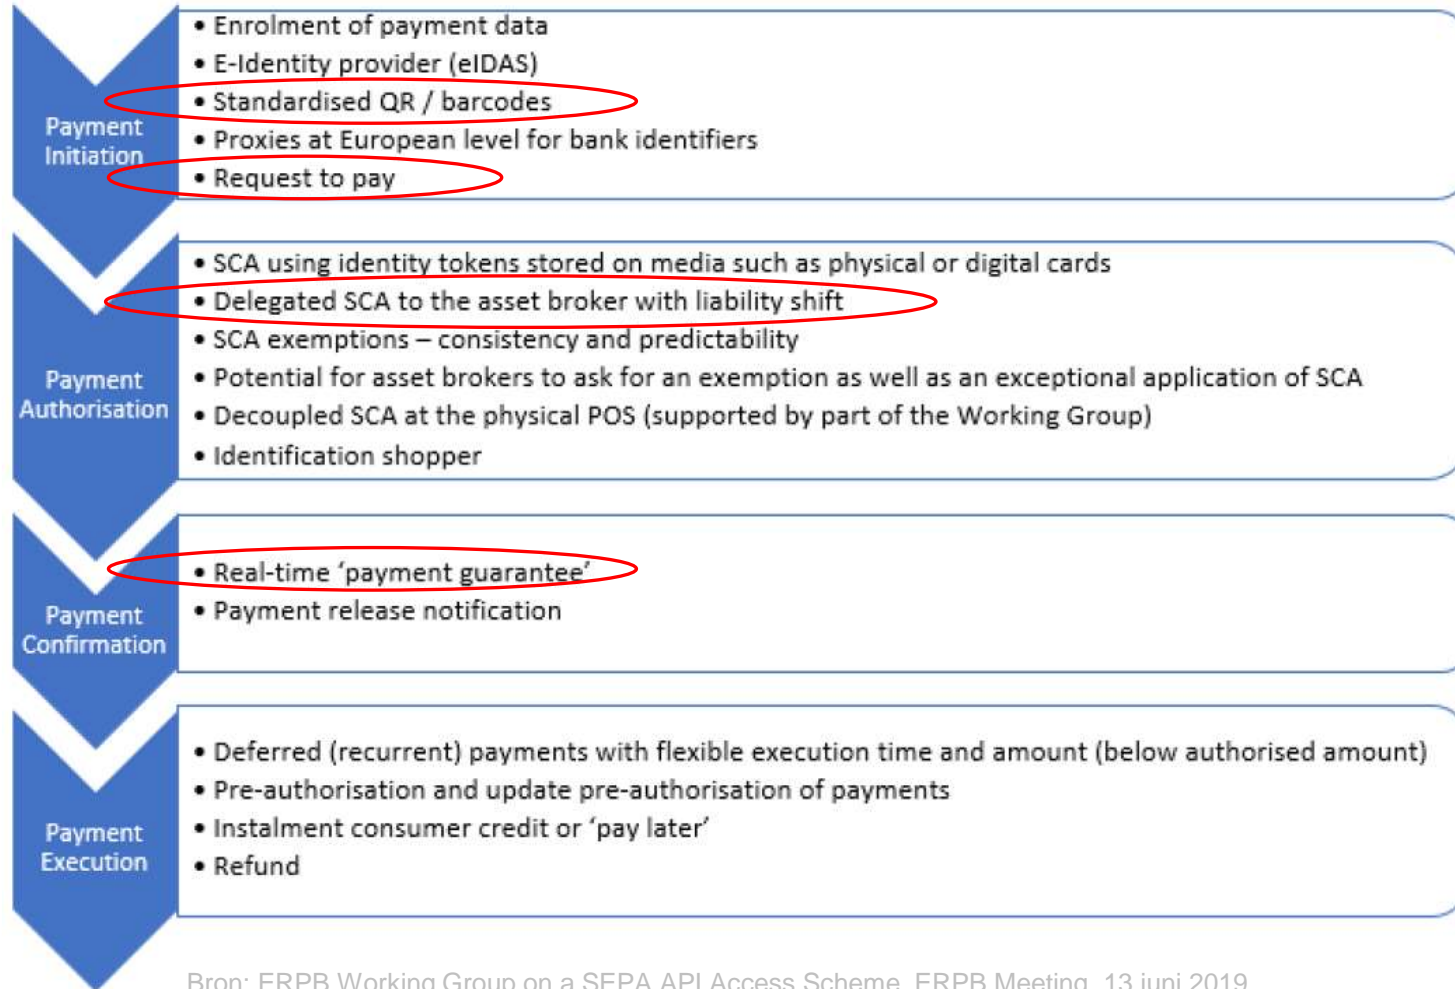 Payment
Initiation
• Enrolment of payment data
• E-Identity provider (eIDAS)
• Standardised QR / barcodes
• Proxies at European level for bank identifiers
• Request to pay
Payment
Authorisation
• SCA using identity tokens stored on media such as physical or digital cards
• Delegated SCA to the asset broker with liability shift
• SCA exemptions – consistency and predictability
• Potential for asset brokers to ask for an exemption as well as an exceptional application of SCA
• Decoupled SCA at the physical POS (supported by part of the Working Group)
• Identification shopper
Payment
Confirmation
• Real-time ‘payment guarantee’
• Payment release notification
Payment
Execution
• Deferred (recurrent) payments with flexible execution time and amount (below authorised amount)
• Pre-authorisation and update pre-authorisation of payments
• Instalment consumer credit or ‘pay later’
• Refund
Bron: ERPB Working Group on a SEPA API Access Scheme, ERPB Meeting, 13 juni 2019